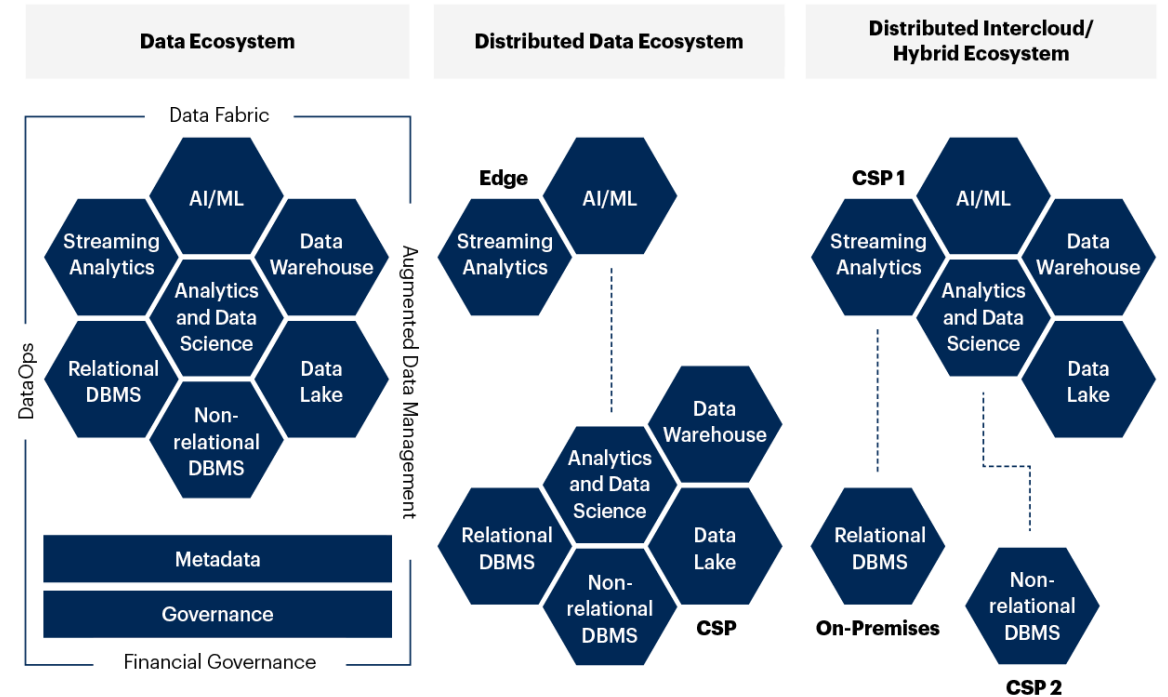 Data Ecosystem
Data Fabric
AI/ML
Streaming
Analytics
Data
Warehouse
Analytics
and Data
Science
Relational
DBMS
Data
Lake
Non-
relational
DBMS
DataOps
Augmented Data Management
Metadata
Governance
Financial Governance
Distributed Data Ecosystem
Edge
AI/ML
Streaming
Analytics
Data
Warehouse
Analytics
and Data
Science
Relational
DBMS
Data
Lake
Non-
relational
DBMS
CSP
Distributed Intercloud/
Hybrid Ecosystem
CSP 1
AI/ML
Streaming
Analytics
Data
Warehouse
Analytics
and Data
Science
Data
Lake
Relational
DBMS
On-Premises
Non-
relational
DBMS
CSP 2